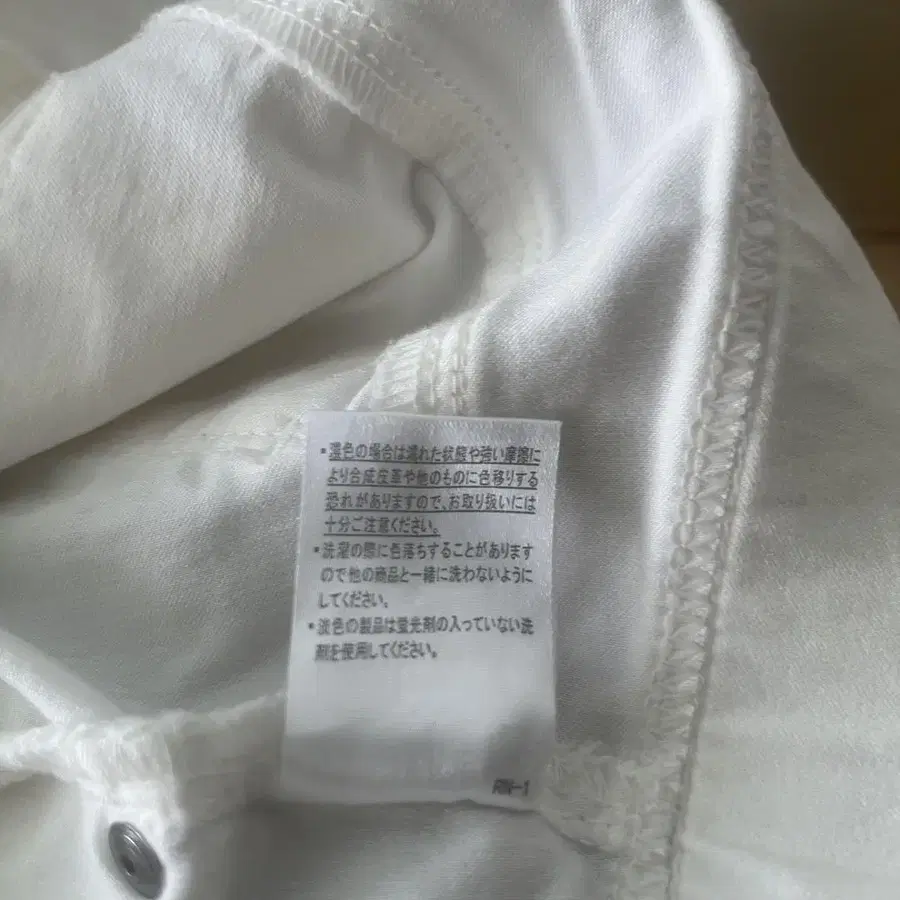 ・濃色の場合は濡れた状態や強い摩擦に
より合成皮革や他のものに色移りする
恐れがありますので、お取り扱いには
十分ご注意ください。
・洗濯の際に色落ちすることがあります
ので他の商品と一緒に洗わないように
してください。
・淡色の製品は蛍光剤の入っていない洗
剤を使用してください。
RN-1